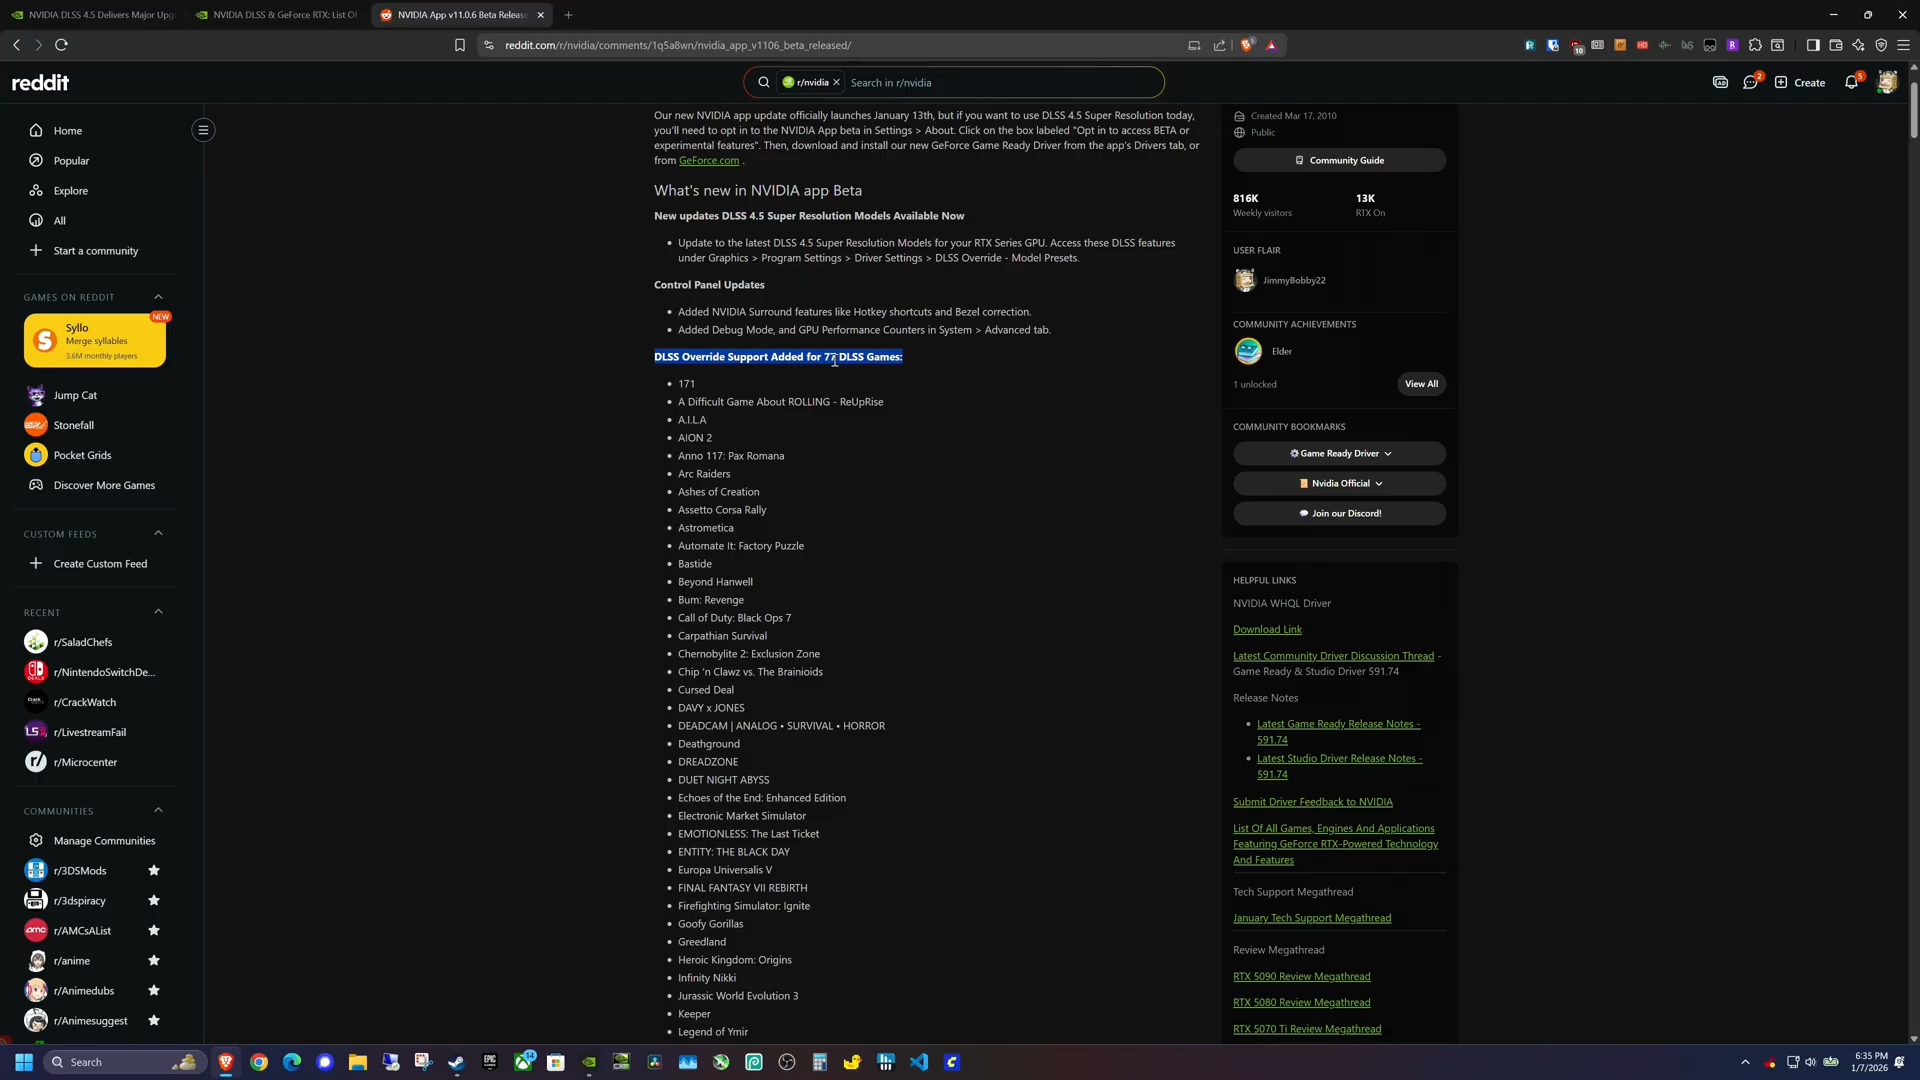 NVIDIA DLSS 4.5 Delivers Major Upg
NVIDIA DLSS & GeForce RTX: List Of
NVIDIA App v11.0.6 Beta Releas
reddit.com/r/nvidia/comments/1q5a8wn/nvidia_app_v1106_beta_released/
reddit
r/nvidia
Search in r/nvidia
2
Create
5
Home
Popular
Explore
All
Start a community
GAMES ON REDDIT
NEW
Syllo
Merge syllables
3.6M monthly players
Jump Cat
Stonefall
Pocket Grids
Discover More Games
CUSTOM FEEDS
Create Custom Feed
RECENT
r/SaladChefs
r/NintendoSwitchDe...
r/CrackWatch
r/LivestreamFail
r/Microcenter
COMMUNITIES
Manage Communities
r/3DSMods
r/3dspiracy
r/AMCsAList
r/anime
r/Animedubs
r/Animesuggest
Our new NVIDIA app update officially launches January 13th, but if you want to use DLSS 4.5 Super Resolution today,
you'll need to opt in to the NVIDIA App beta in Settings > About. Click on the box labeled "Opt in to access BETA or
experimental features". Then, download and install our new GeForce Game Ready Driver from the app's Drivers tab, or
from GeForce.com .
What's new in NVIDIA app Beta
New updates DLSS 4.5 Super Resolution Models Available Now
Update to the latest DLSS 4.5 Super Resolution Models for your RTX Series GPU. Access these DLSS features
under Graphics > Program Settings > Driver Settings > DLSS Override - Model Presets.
Control Panel Updates
Added NVIDIA Surround features like Hotkey shortcuts and Bezel correction.
Added Debug Mode, and GPU Performance Counters in System > Advanced tab.
DLSS Override Support Added for 77 DLSS Games:
171
A Difficult Game About ROLLING - ReUpRise
A.I.L.A
AION 2
Anno 117: Pax Romana
Arc Raiders
Ashes of Creation
Assetto Corsa Rally
Astrometica
Automate It: Factory Puzzle
Bastide
Beyond Hanwell
Bum: Revenge
Call of Duty: Black Ops 7
Carpathian Survival
Chernobylite 2: Exclusion Zone
Chip 'n Clawz vs. The Brainioids
Cursed Deal
DAVY x JONES
DEADCAM | ANALOG • SURVIVAL • HORROR
Deathground
DREADZONE
DUET NIGHT ABYSS
Echoes of the End: Enhanced Edition
Electronic Market Simulator
EMOTIONLESS: The Last Ticket
ENTITY: THE BLACK DAY
Europa Universalis V
FINAL FANTASY VII REBIRTH
Firefighting Simulator: Ignite
Goofy Gorillas
Greedland
Heroic Kingdom: Origins
Infinity Nikki
Jurassic World Evolution 3
Keeper
Legend of Ymir
Created Mar 17, 2010
Public
Community Guide
816K
13K
Weekly visitors
RTX On
USER FLAIR
JimmyBobby22
COMMUNITY ACHIEVEMENTS
Elder
1 unlocked
View All
COMMUNITY BOOKMARKS
Game Ready Driver
Nvidia Official
Join our Discord!
HELPFUL LINKS
NVIDIA WHQL Driver
Download Link
Latest Community Driver Discussion Thread -
Game Ready & Studio Driver 591.74
Release Notes
Latest Game Ready Release Notes -
591.74
Latest Studio Driver Release Notes -
591.74
Submit Driver Feedback to NVIDIA
List Of All Games, Engines And Applications
Featuring GeForce RTX-Powered Technology
And Features
Tech Support Megathread
January Tech Support Megathread
Review Megathread
RTX 5090 Review Megathread
RTX 5080 Review Megathread
RTX 5070 Ti Review Megathread
Search
6:35 PM
1/7/2026